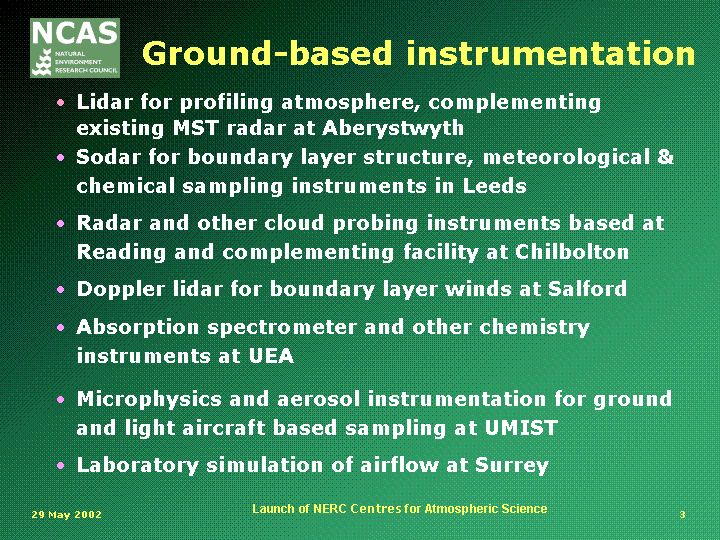 NCAS
NATURAL
ENVIRONMENT
RESEARCH COUNCIL
Ground-based instrumentation
• Lidar for profiling atmosphere, complementing
existing MST radar at Aberystwyth
• Sodar for boundary layer structure, meteorological &
chemical sampling instruments in Leeds
• Radar and other cloud probing instruments based at
Reading and complementing facility at Chilbolton
• Doppler lidar for boundary layer winds at Salford
• Absorption spectrometer and other chemistry
instruments at UEA
• Microphysics and aerosol instrumentation for ground
and light aircraft based sampling at UMIST
• Laboratory simulation of airflow at Surrey
29 May 2002
Launch of NERC Centres for Atmospheric Science
3